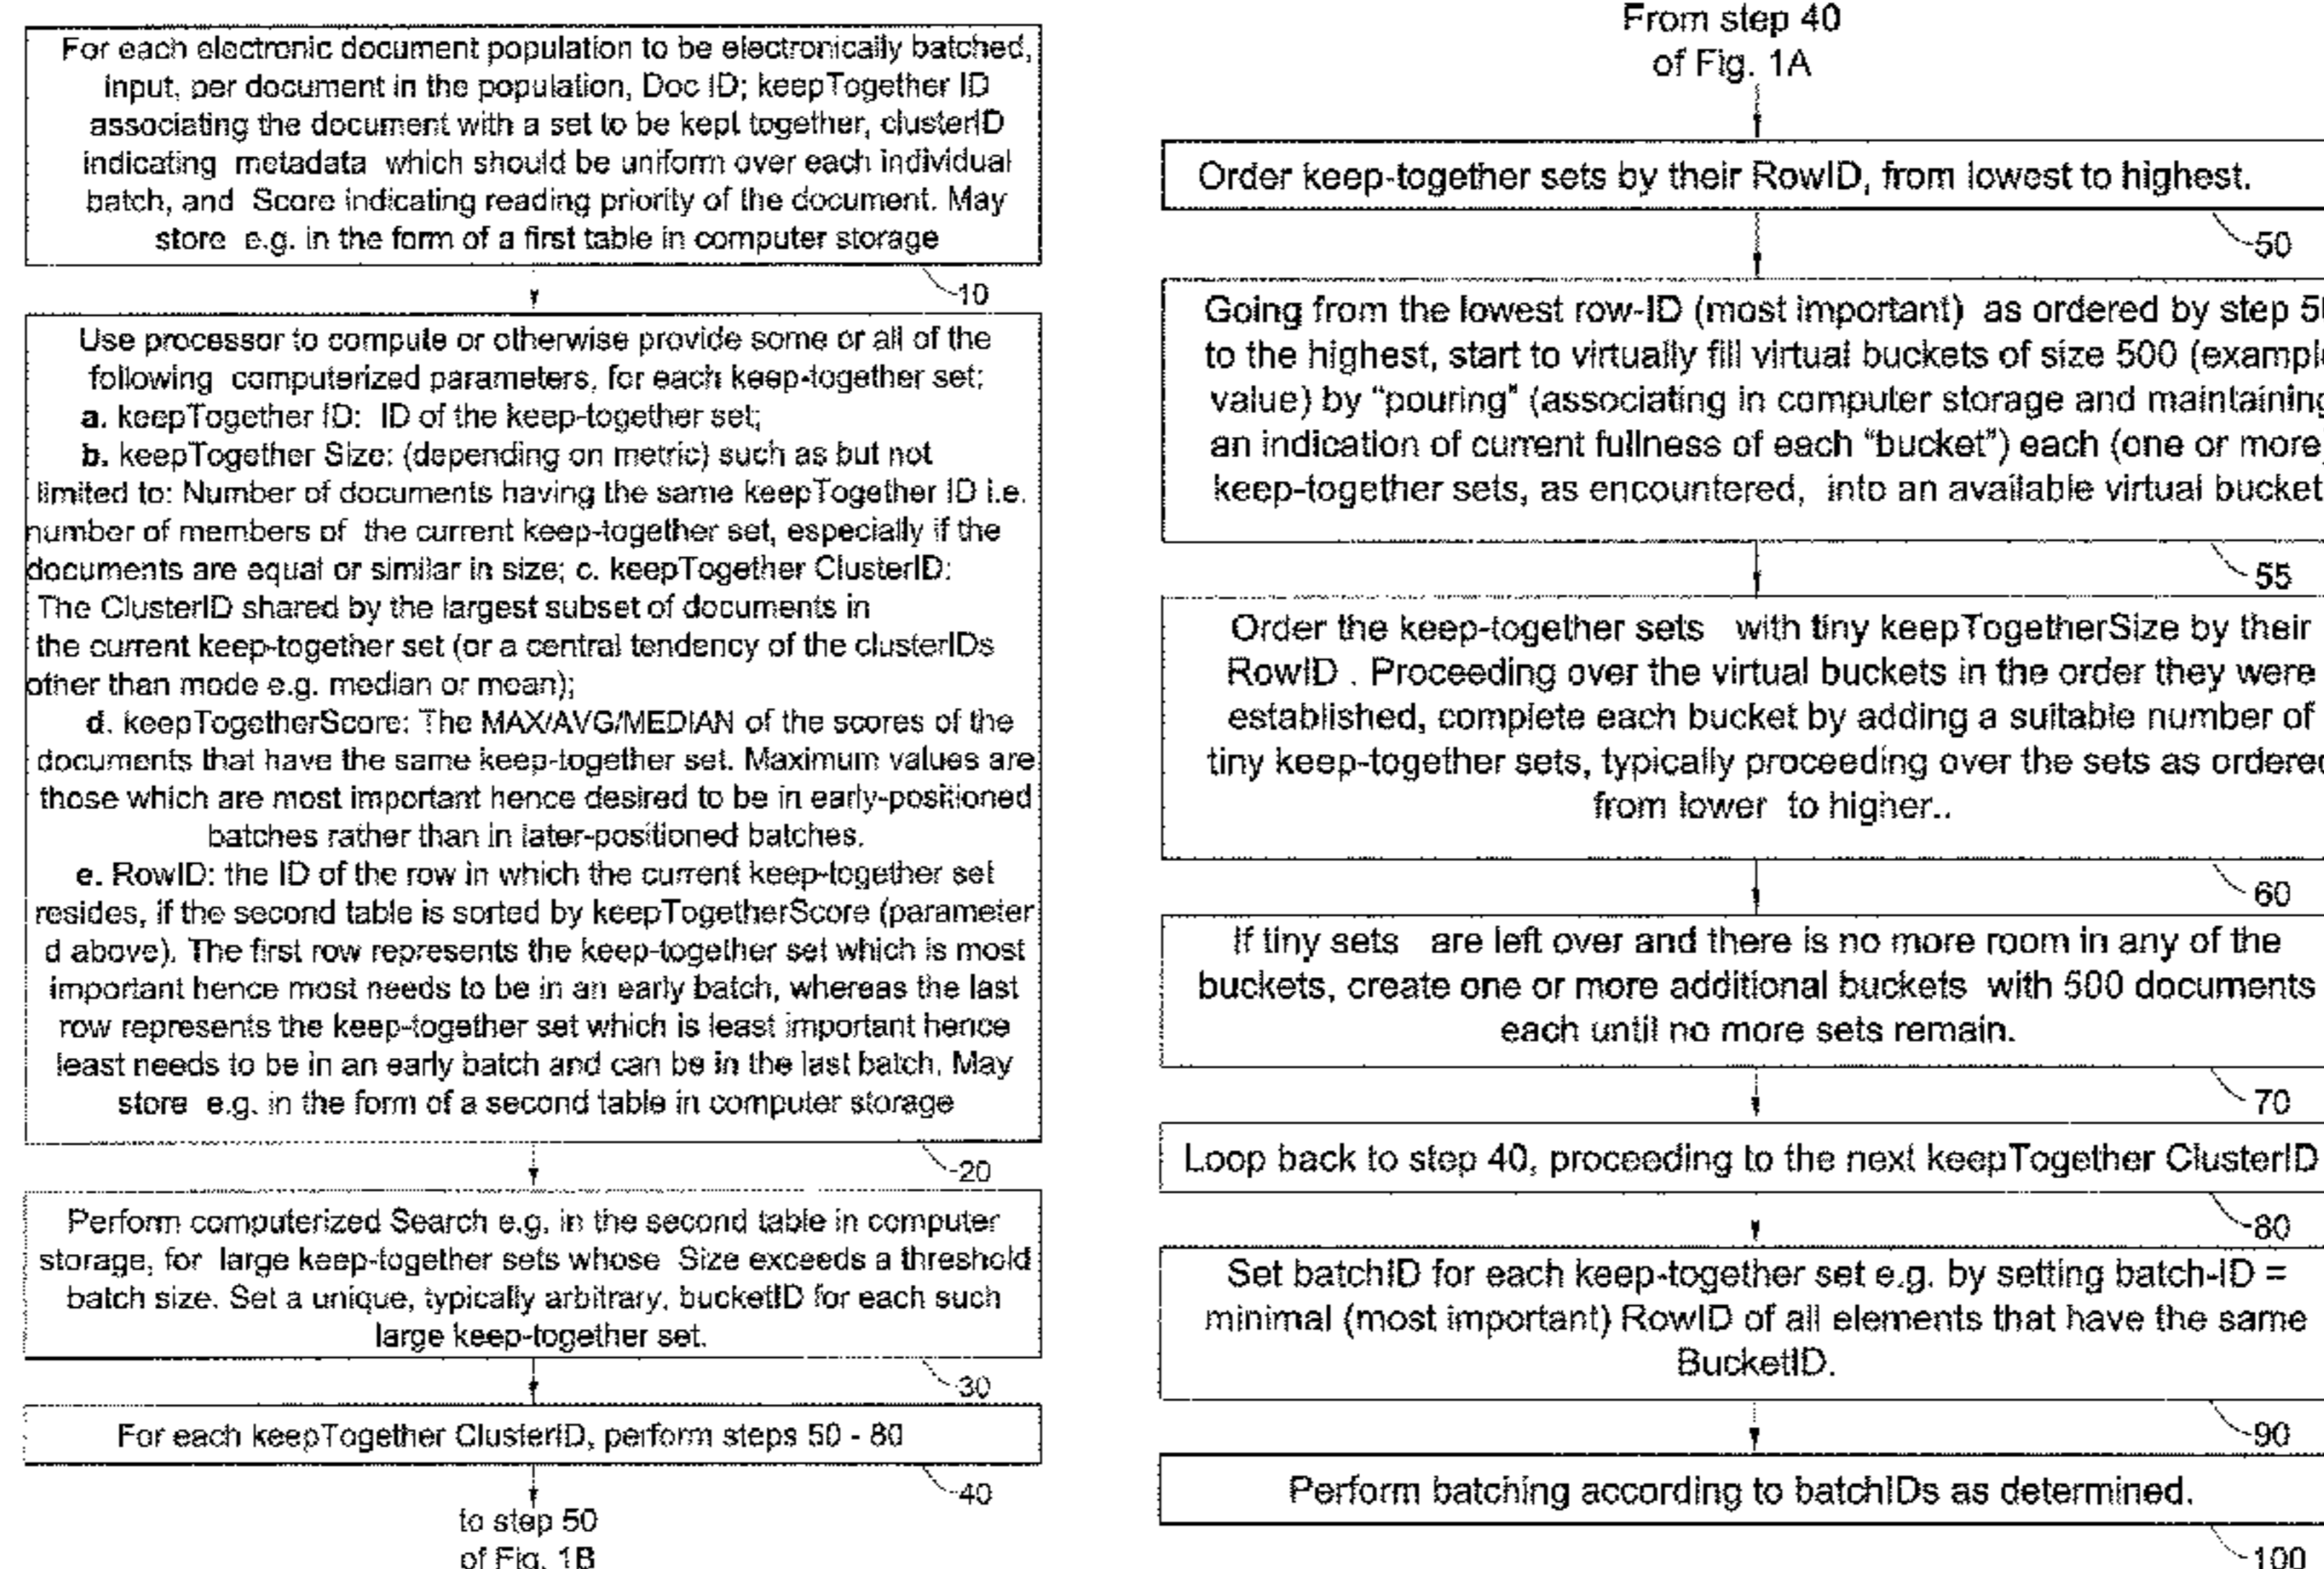 For each electronic document population to be electronically batched,
input, per document in the population, Doc ID; keepTogether ID
associating the document with a set to be kept together, clusterID
indicating metadata which should be uniform over each individual
batch, and Score indicating reading priority of the document. May
store e.g. in the form of a first table in computer storage
10
Use processor to compute or otherwise provide some or all of the
following computerized parameters, for each keep-together set:
a. keepTogether ID: ID of the keep-together set;
b. keepTogether Size: (depending on metric) such as but not
limited to: Number of documents having the same keepTogether ID i.e.
number of members of the current keep-together set, especially if the
documents are equal or similar in size; c. keepTogether ClusterID:
The ClusterID shared by the largest subset of documents in
the current keep-together set (or a central tendency of the clusterIDs
other than mode e.g. median or mean);
d. keepTogetherScore: The MAX/AVG/MEDIAN of the scores of the
documents that have the same keep-together set. Maximum values are
those which are most important hence desired to be in early-positioned
batches rather than in later-positioned batches.
e. RowID: the ID of the row in which the current keep-together set
resides, if the second table is sorted by keepTogetherScore (parameter
d above). The first row represents the keep-together set which is most
important hence most needs to be in an early batch, whereas the last
row represents the keep-together set which is least important hence
least needs to be in an early batch and can be in the last batch. May
store e.g. in the form of a second table in computer storage
20
Perform computerized Search e.g. in the second table in computer
storage, for large keep-together sets whose Size exceeds a threshold
batch size. Set a unique, typically arbitrary, bucketID for each such
large keep-together set.
30
For each keepTogether ClusterID, perform steps 50 - 80
40
to step 50
of Fig. 1B
From step 40
of Fig. 1A
Order keep-together sets by their RowID, from lowest to highest.
50
Going from the lowest row-ID (most important) as ordered by step 5
to the highest, start to virtually fill virtual buckets of size 500 (example
value) by "pouring" (associating in computer storage and maintaining
an indication of current fullness of each "bucket") each (one or more
keep-together sets, as encountered, into an available virtual bucket
55
Order the keep-together sets with tiny keepTogetherSize by their
RowID . Proceeding over the virtual buckets in the order they were
established, complete each bucket by adding a suitable number of
tiny keep-together sets, typically proceeding over the sets as ordered
from lower to higher..
60
If tiny sets are left over and there is no more room in any of the
buckets, create one or more additional buckets with 500 documents
each until no more sets remain.
70
Loop back to step 40, proceeding to the next keepTogether ClusterID
80
Set batchID for each keep-together set e.g. by setting batch-ID =
minimal (most important) RowID of all elements that have the same
BucketID.
90
Perform batching according to batchIDs as determined.
100